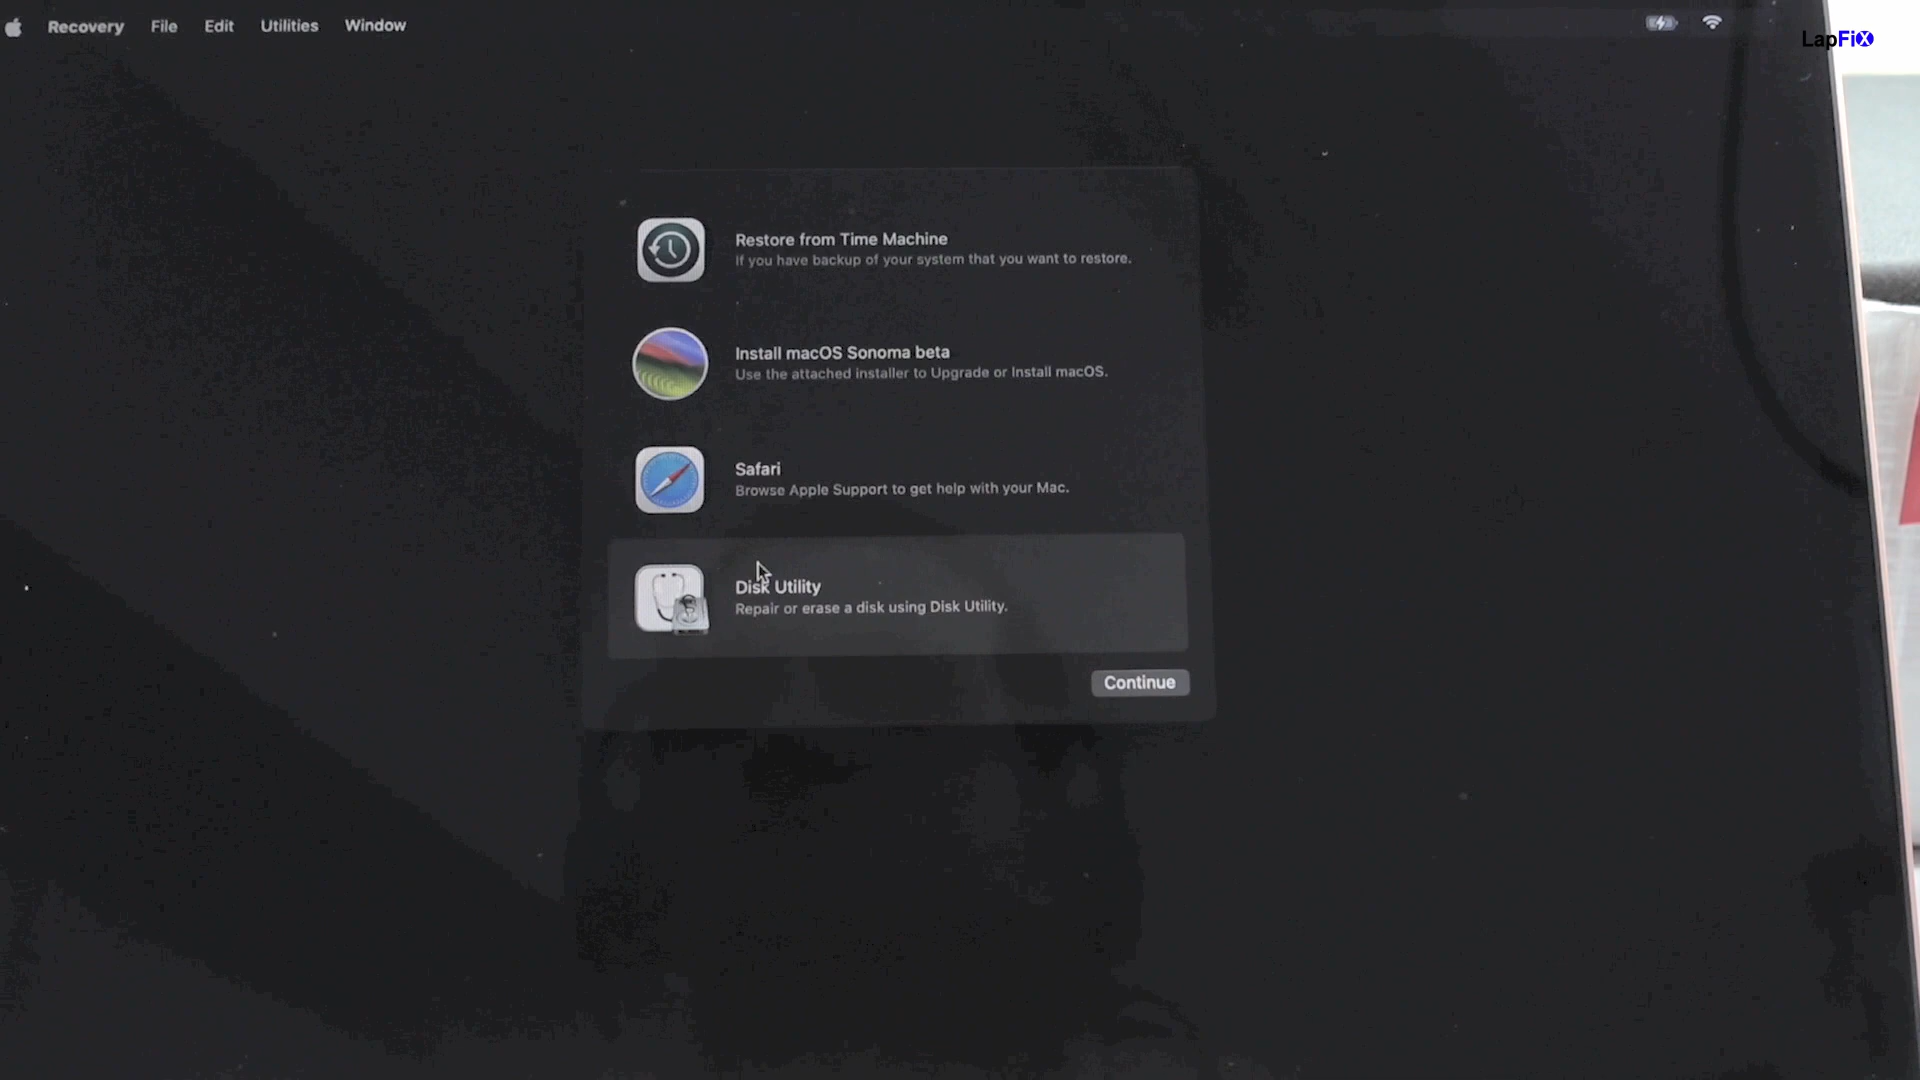 Recovery File Edit Utilities Window
LapFiX
Restore from Time Machine
If you have backup of your system that you want to restore.
Install macOS Sonoma beta
Use the attached installer to Upgrade or Install macOS.
Safari
Browse Apple Support to get help with your Mac.
Disk Utility
Repair or erase a disk using Disk Utility.
Continue